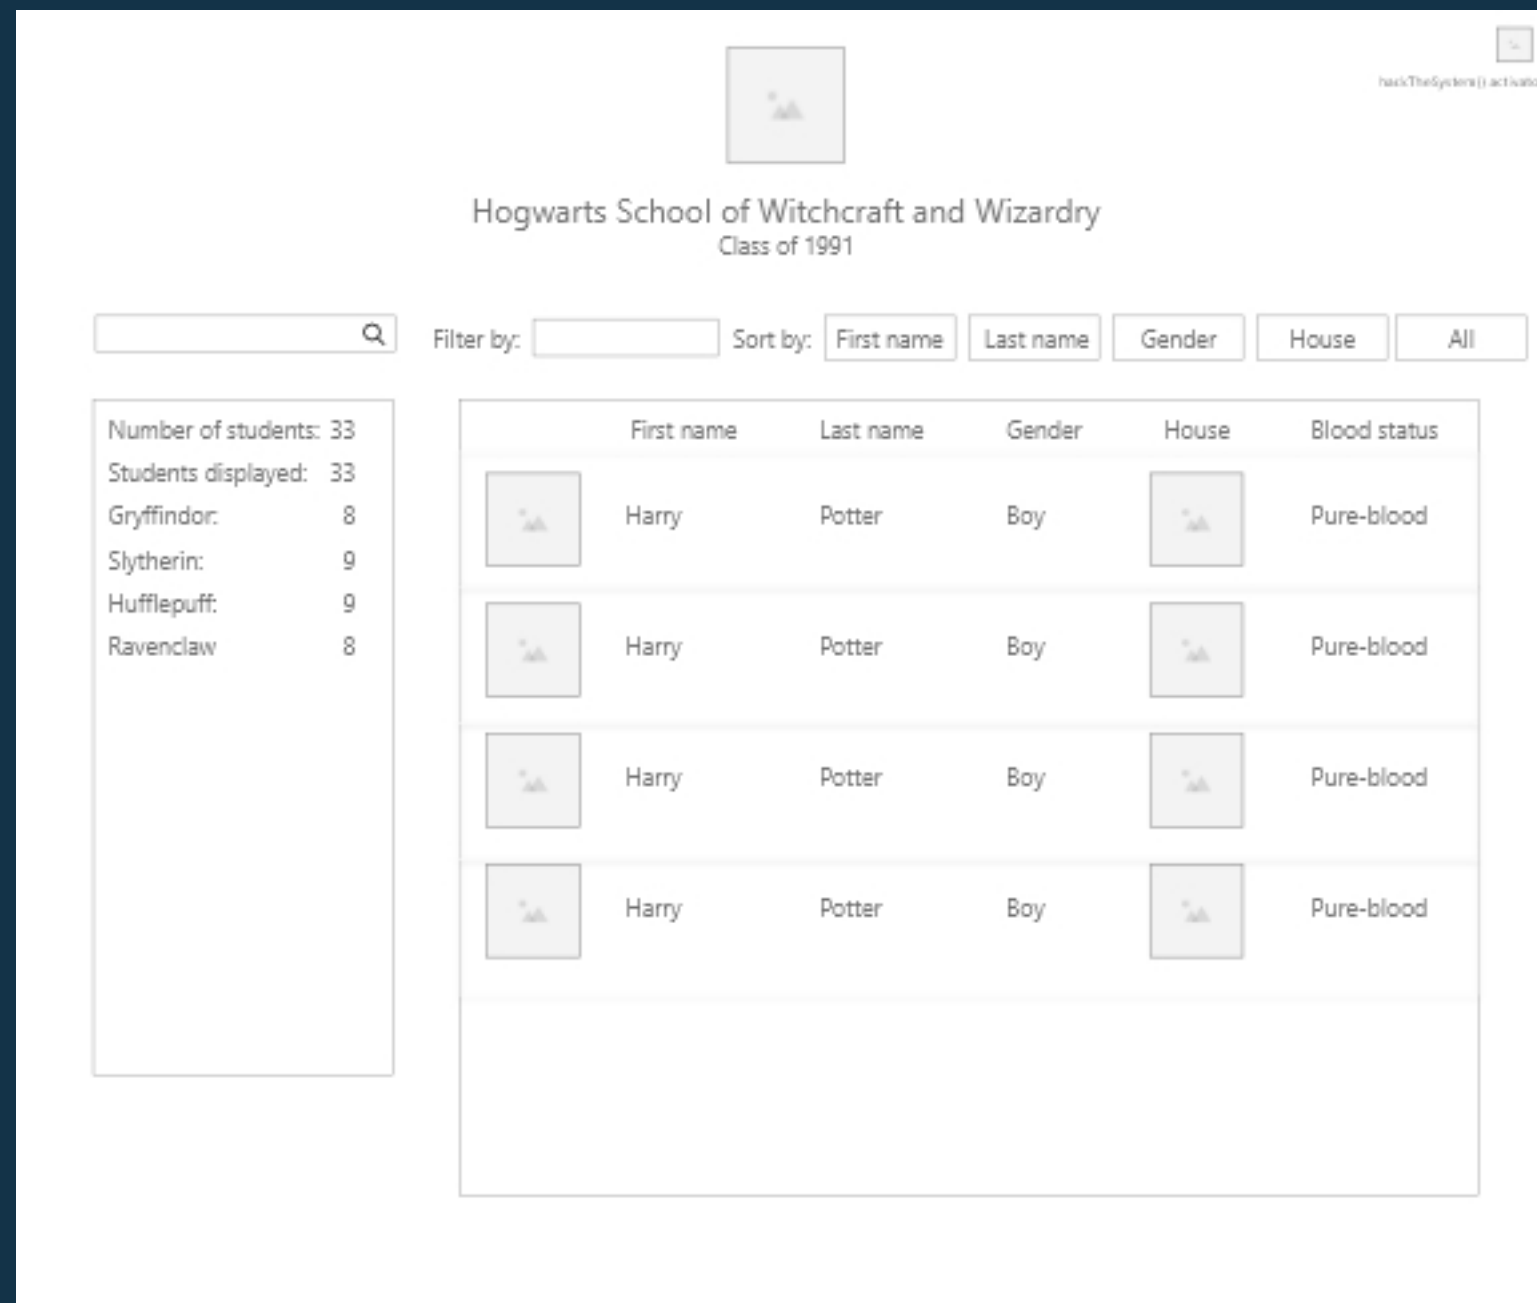 hackTheSystem() activato
Hogwarts School of Witchcraft and Wizardry
Class of 1991
Filter by: Sort by: First name Last name Gender House All
Number of students: 33
Students displayed: 33
Gryffindor: 8
Slytherin: 9
Hufflepuff: 9
Ravenclaw 8
First name Last name Gender House Blood status
Harry Potter Boy Pure-blood
Harry Potter Boy Pure-blood
Harry Potter Boy Pure-blood
Harry Potter Boy Pure-blood